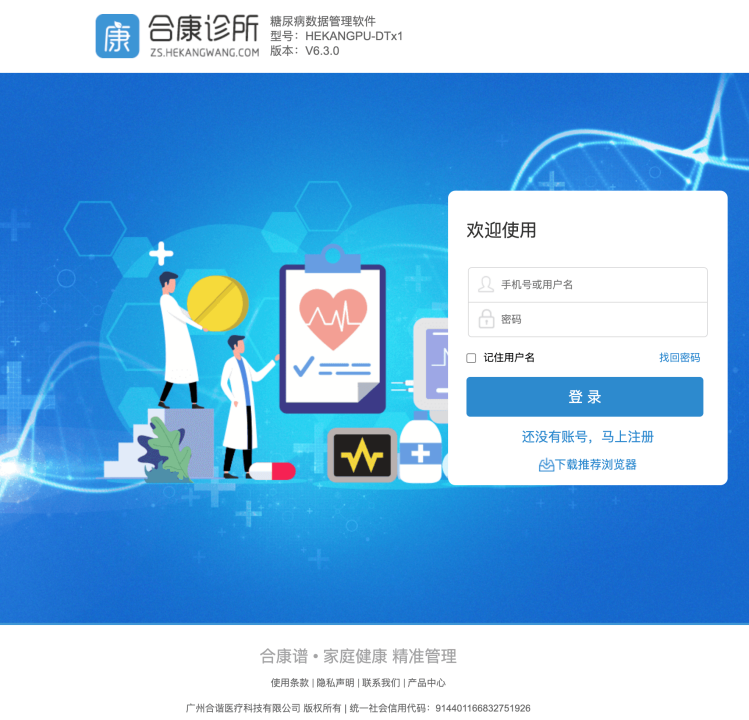 康 合康诊所
ZS.HEKANGWANG.COM
糖尿病数据管理软件
型号：HEKANGPU-DTx1
版本：V6.3.0
欢迎使用
手机号或用户名
密码
记住用户名 找回密码
登 录
还没有账号，马上注册
下载推荐浏览器
合康谱 • 家庭健康 精准管理
使用条款 | 隐私声明 | 联系我们 | 产品中心
广州合谐医疗科技有限公司 版权所有 | 统一社会信用代码：914401166832751926